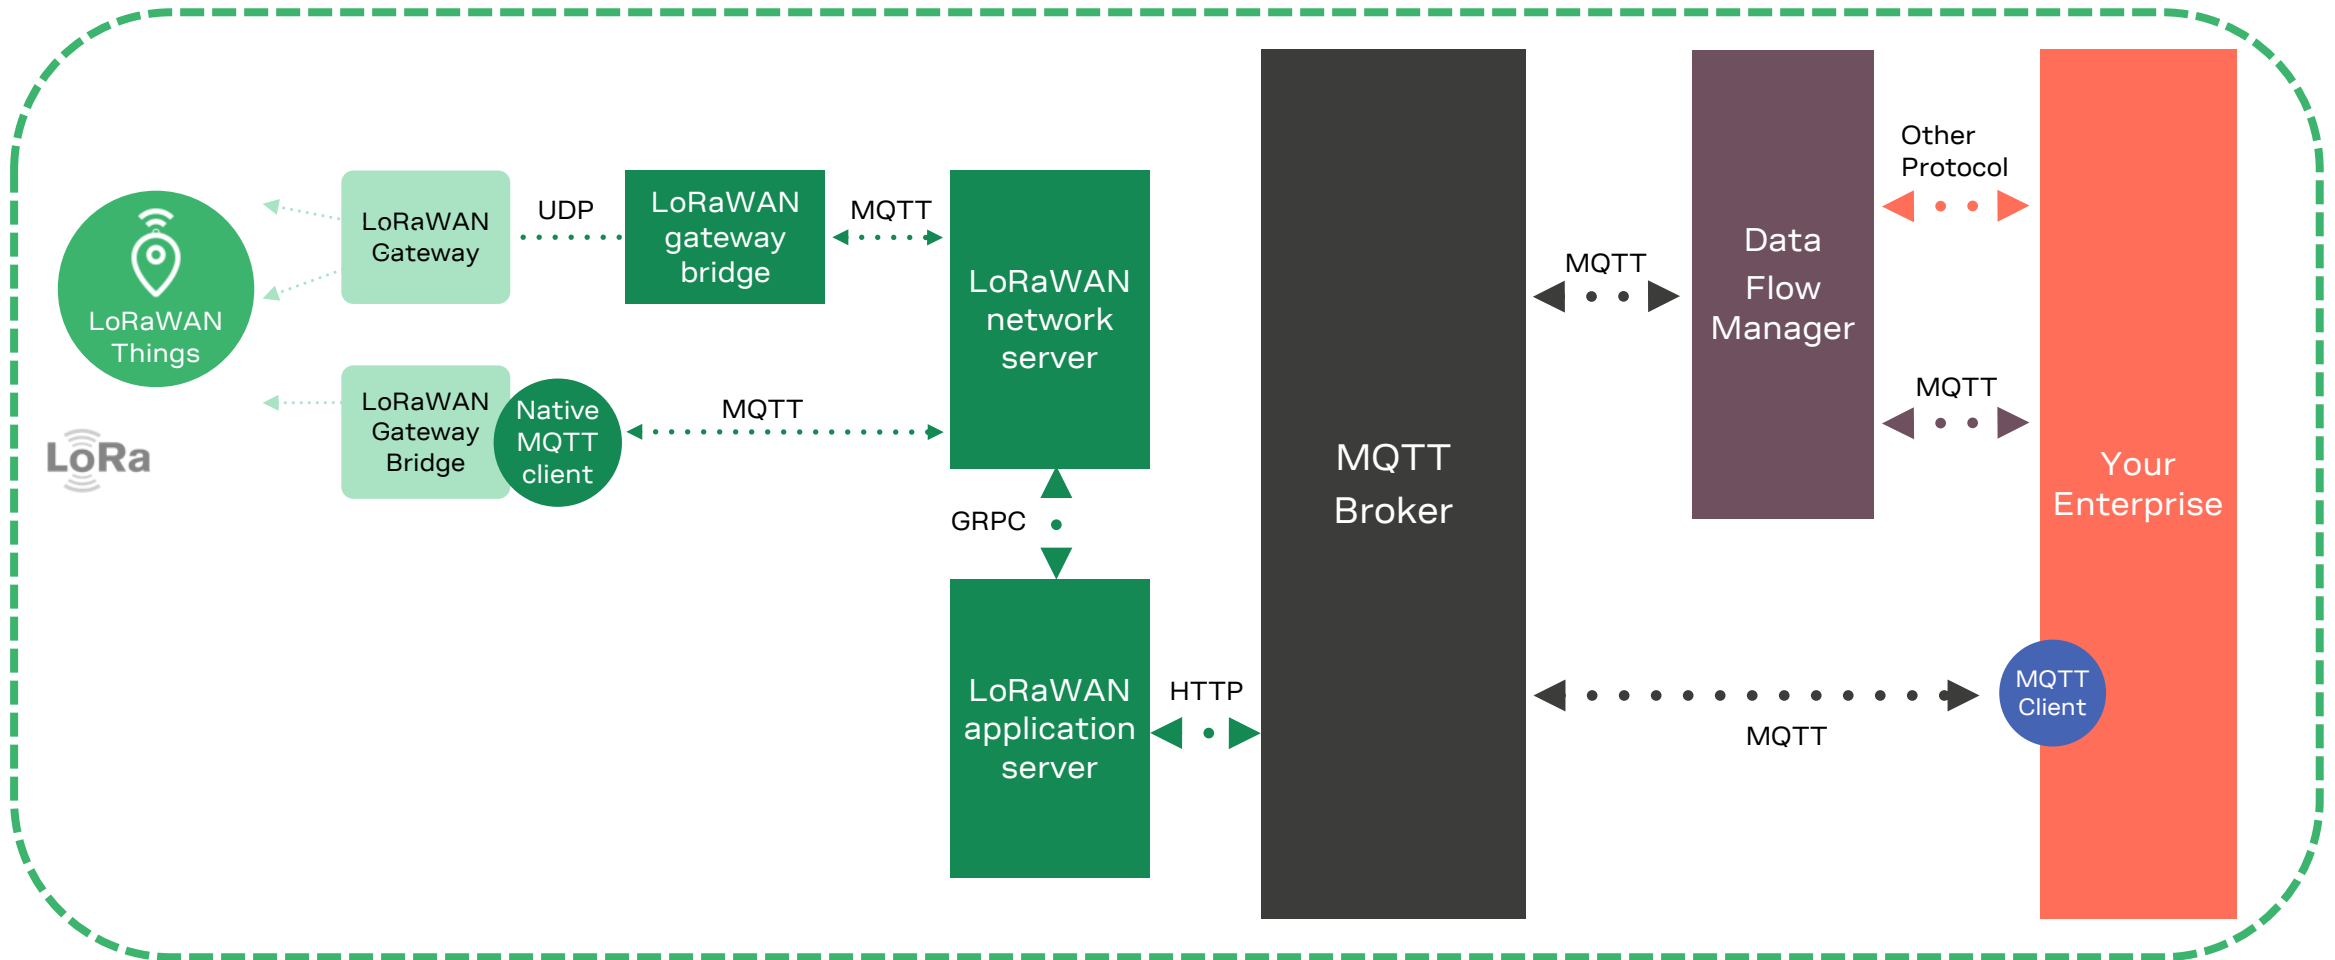 LoRaWAN
Things
LoRa
LoRaWAN
Gateway
UDP
LoRaWAN
gateway
bridge
MQTT
LoRaWAN
Gateway
Bridge
Native
MQTT
client
MQTT
LoRaWAN
network
server
GRPC
LoRaWAN
application
server
HTTP
MQTT
Broker
MQTT
Data
Flow
Manager
Other
Protocol
MQTT
MQTT
MQTT
Client
Your
Enterprise